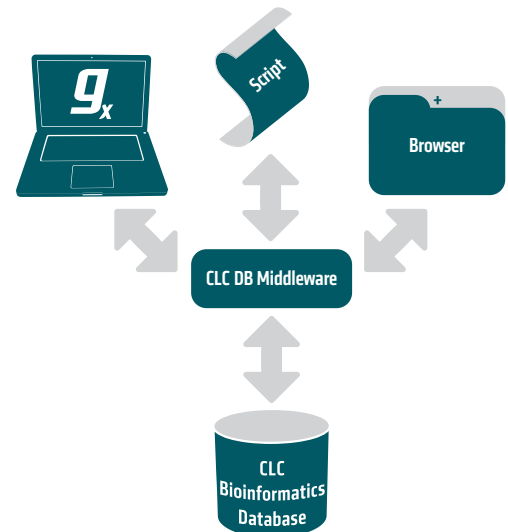 gx
Script
+
Browser
CLC DB Middleware
CLC
Bioinformatics
Database